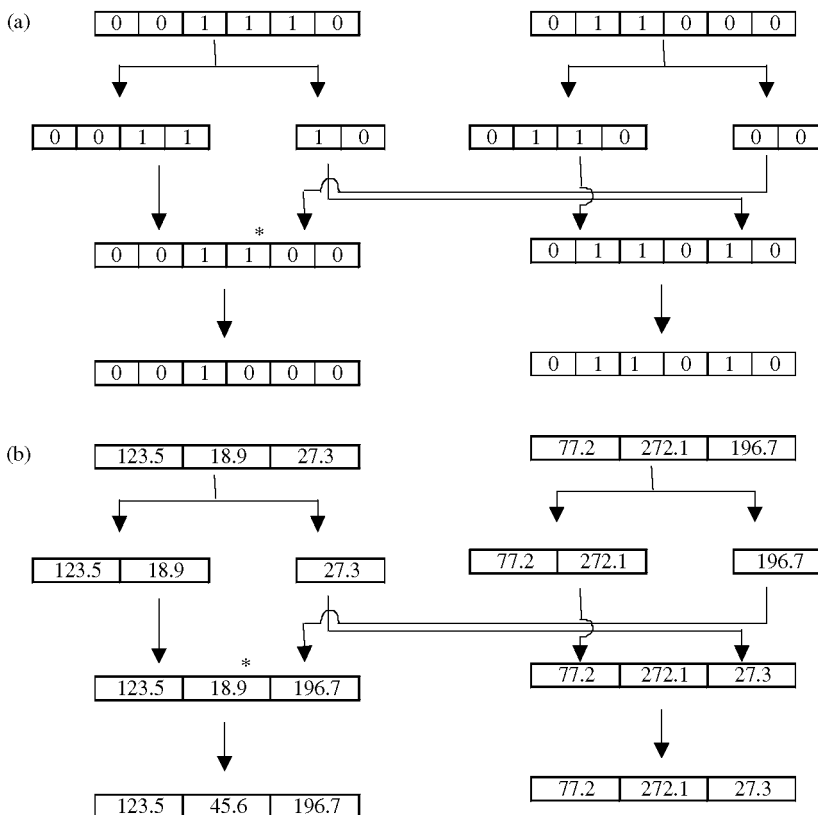 (a)
0 0 1 1 1 0
0 1 1 0 0 0
0 0 1 1
1 0
0 1 1 0
0 0
*
0 0 1 1 0 0
0 1 1 0 1 0
0 0 1 0 0 0
0 1 1 0 1 0
(b)
123.5 18.9 27.3
77.2 272.1 196.7
123.5 18.9
27.3
77.2 272.1
196.7
*
123.5 18.9 196.7
77.2 272.1 27.3
123.5 45.6 196.7
77.2 272.1 27.3